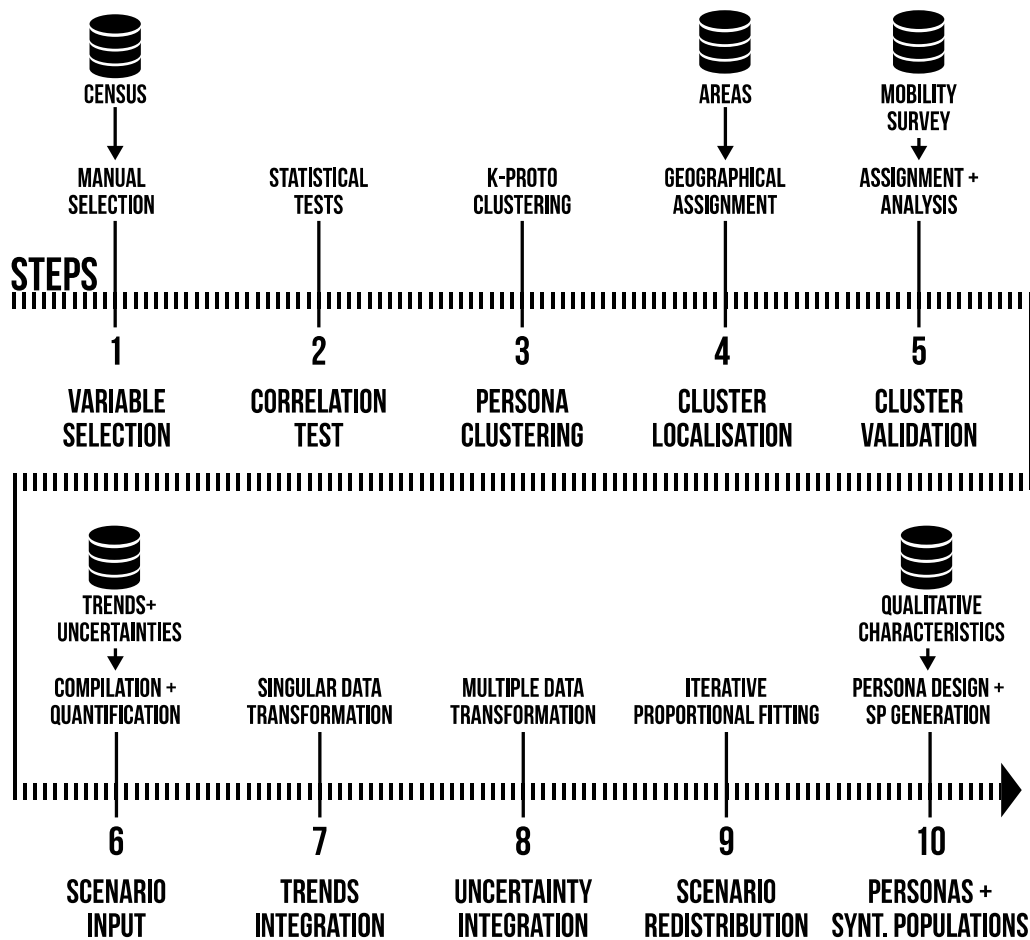 CENSUS
AREAS
MOBILITY
SURVEY
MANUAL
SELECTION
STATISTICAL
TESTS
K-PROTO
CLUSTERING
GEOGRAPHICAL
ASSIGNMENT
ASSIGNMENT +
ANALYSIS
STEPS
1
2
3
4
5
VARIABLE
SELECTION
CORRELATION
TEST
PERSONA
CLUSTERING
CLUSTER
LOCALISATION
CLUSTER
VALIDATION
TRENDS+
UNCERTAINTIES
QUALITATIVE
CHARACTERISTICS
COMPILATION +
QUANTIFICATION
SINGULAR DATA
TRANSFORMATION
MULTIPLE DATA
TRANSFORMATION
ITERATIVE
PROPORTIONAL FITTING
PERSONA DESIGN +
SP GENERATION
6
7
8
9
10
SCENARIO
INPUT
TRENDS
INTEGRATION
UNCERTAINTY
INTEGRATION
SCENARIO
REDISTRIBUTION
PERSONAS +
SYNT. POPULATIONS